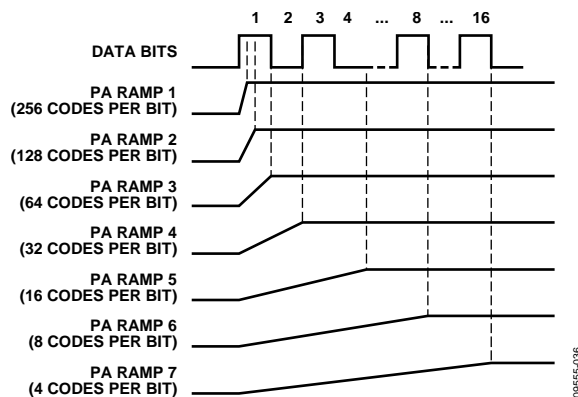 1 2 3 4 ... 8 ... 16
DATA BITS
PA RAMP 1
(256 CODES PER BIT)
PA RAMP 2
(128 CODES PER BIT)
PA RAMP 3
(64 CODES PER BIT)
PA RAMP 4
(32 CODES PER BIT)
PA RAMP 5
(16 CODES PER BIT)
PA RAMP 6
(8 CODES PER BIT)
PA RAMP 7
(4 CODES PER BIT)
09555-036